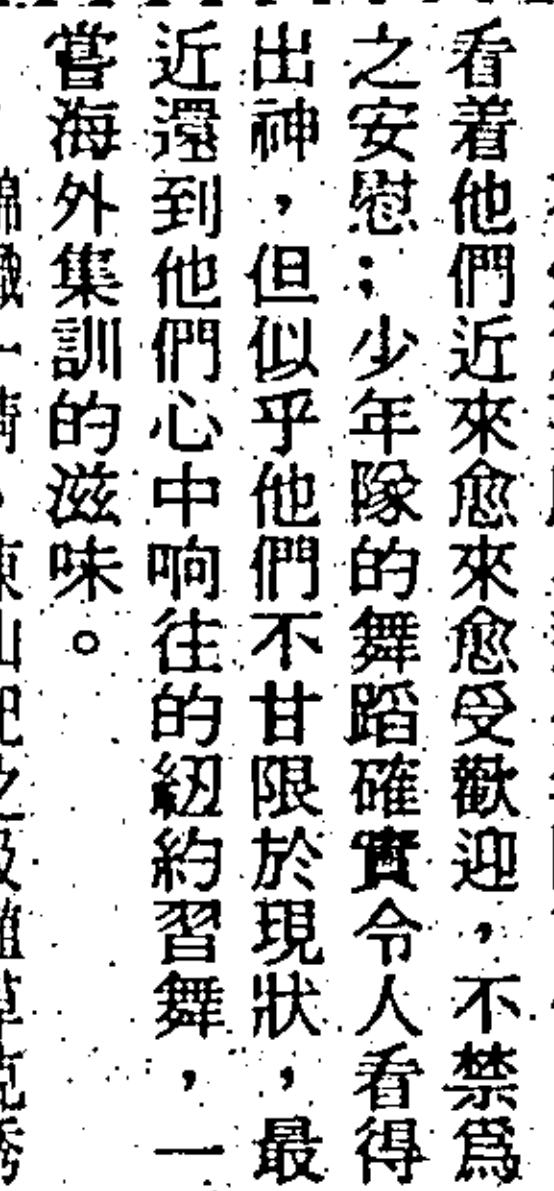 看着他們近來愈來愈受歡迎，不禁爲
之安慰；少年隊的舞蹈確實令人看得
出神，但似乎他們不甘限於現狀，最
近還到他們心中响往的紐約習舞，一
嘗海外集訓的滋味。